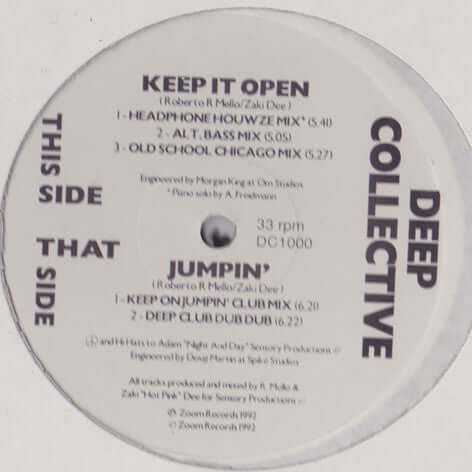 KEEP IT OPEN
(Roberto R Mello/Zaki Dee)
1 - HEADPHONE HOUWZE MIX* (5.40)
2 - ALT. BASS MIX (5.05)
3 - OLD SCHOOL CHICAGO MIX (5.27)
Engineered by Morgan King at Om Studios
* Piano solo by A. Freidmann
THIS
SIDE
THAT
SIDE
DEEP
COLLECTIVE
33 rpm
DC1000
JUMPIN'
(Roberto R Mello/Zaki Dee)
1 - KEEP ON JUMPIN' CLUB MIX (6.20)
2 - DEEP CLUB DUB DUB (6.22)
and Hi Hats to Adam "Night And Day" Sensory Productions
Engineered by Doug Martin at Spike Studios
All tracks produced and mixed by R. Mello &
Zaki "Hot Pink" Dee for Sensory Productions
℗ Zoom Records 1992
© Zoom Records 1992